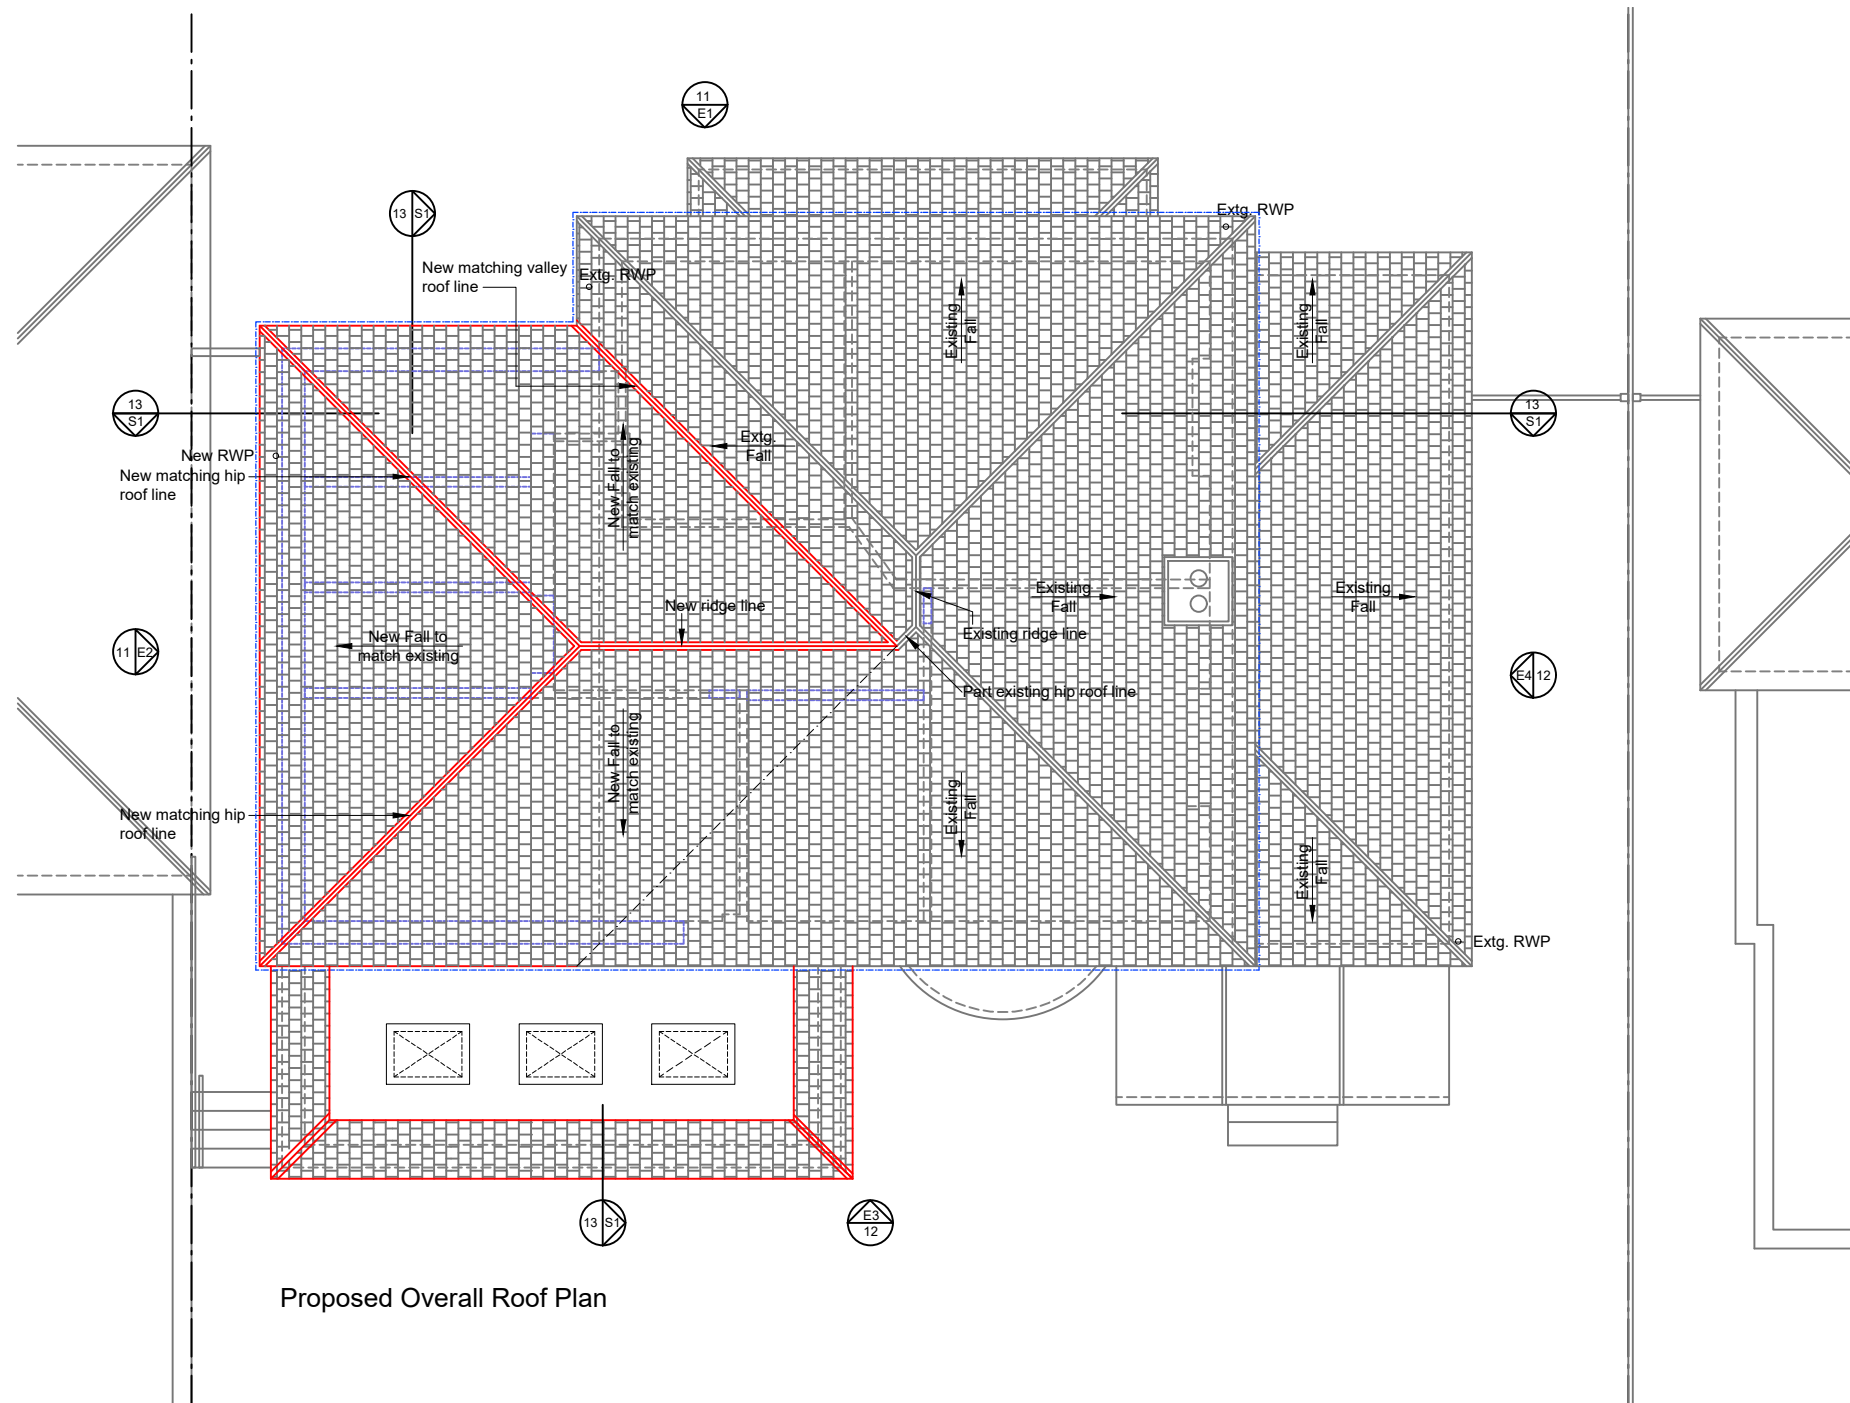 11
E1
13 S1
Extg. RWP
New matching valley
roof line
Extg. RWP
Existing
Fall
Existing
Fall
13
S1
13
S1
Extg.
Fall
New RWP
New matching hip
roof line
New Fall to
match existing
Existing
Fall
Existing
Fall
New ridge line
Existing ridge line
11 E2
New Fall to
match existing
E4 12
Part existing hip roof line
New Fall to
match existing
Existing
Fall
New matching hip
roof line
Existing
Fall
Extg. RWP
13 S1
E3
12
Proposed Overall Roof Plan